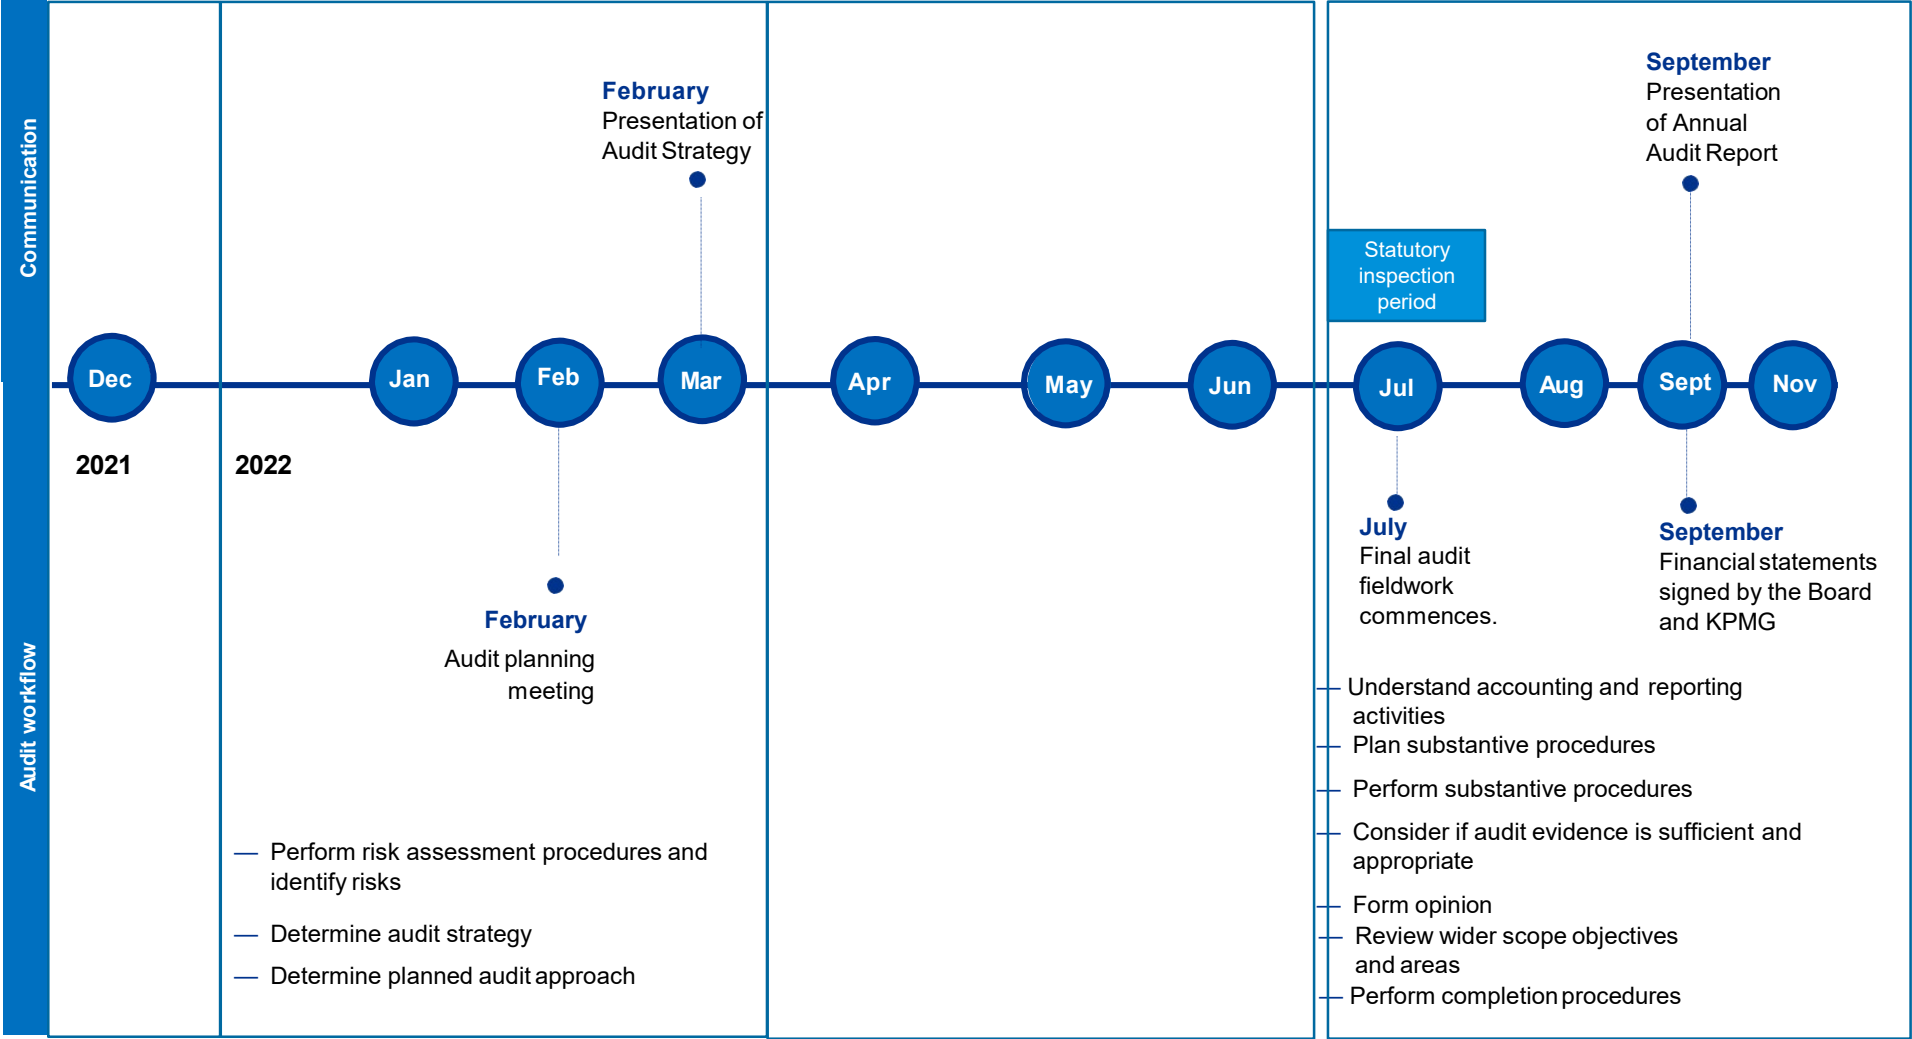 Communication
February
Presentation of
Audit Strategy
September
Presentation
of Annual
Audit Report
Statutory
inspection
period
Dec
Jan
Feb
Mar
Apr
May
Jun
Jul
Aug
Sept
Nov
2021
2022
Audit workflow
February
Audit planning
meeting
July
Final audit
fieldwork
commences.
September
Financial statements
signed by the Board
and KPMG
— Perform risk assessment procedures and
identify risks
— Determine audit strategy
— Determine planned audit approach
— Understand accounting and reporting
activities
— Plan substantive procedures
— Perform substantive procedures
— Consider if audit evidence is sufficient and
appropriate
— Form opinion
— Review wider scope objectives
and areas
— Perform completion procedures